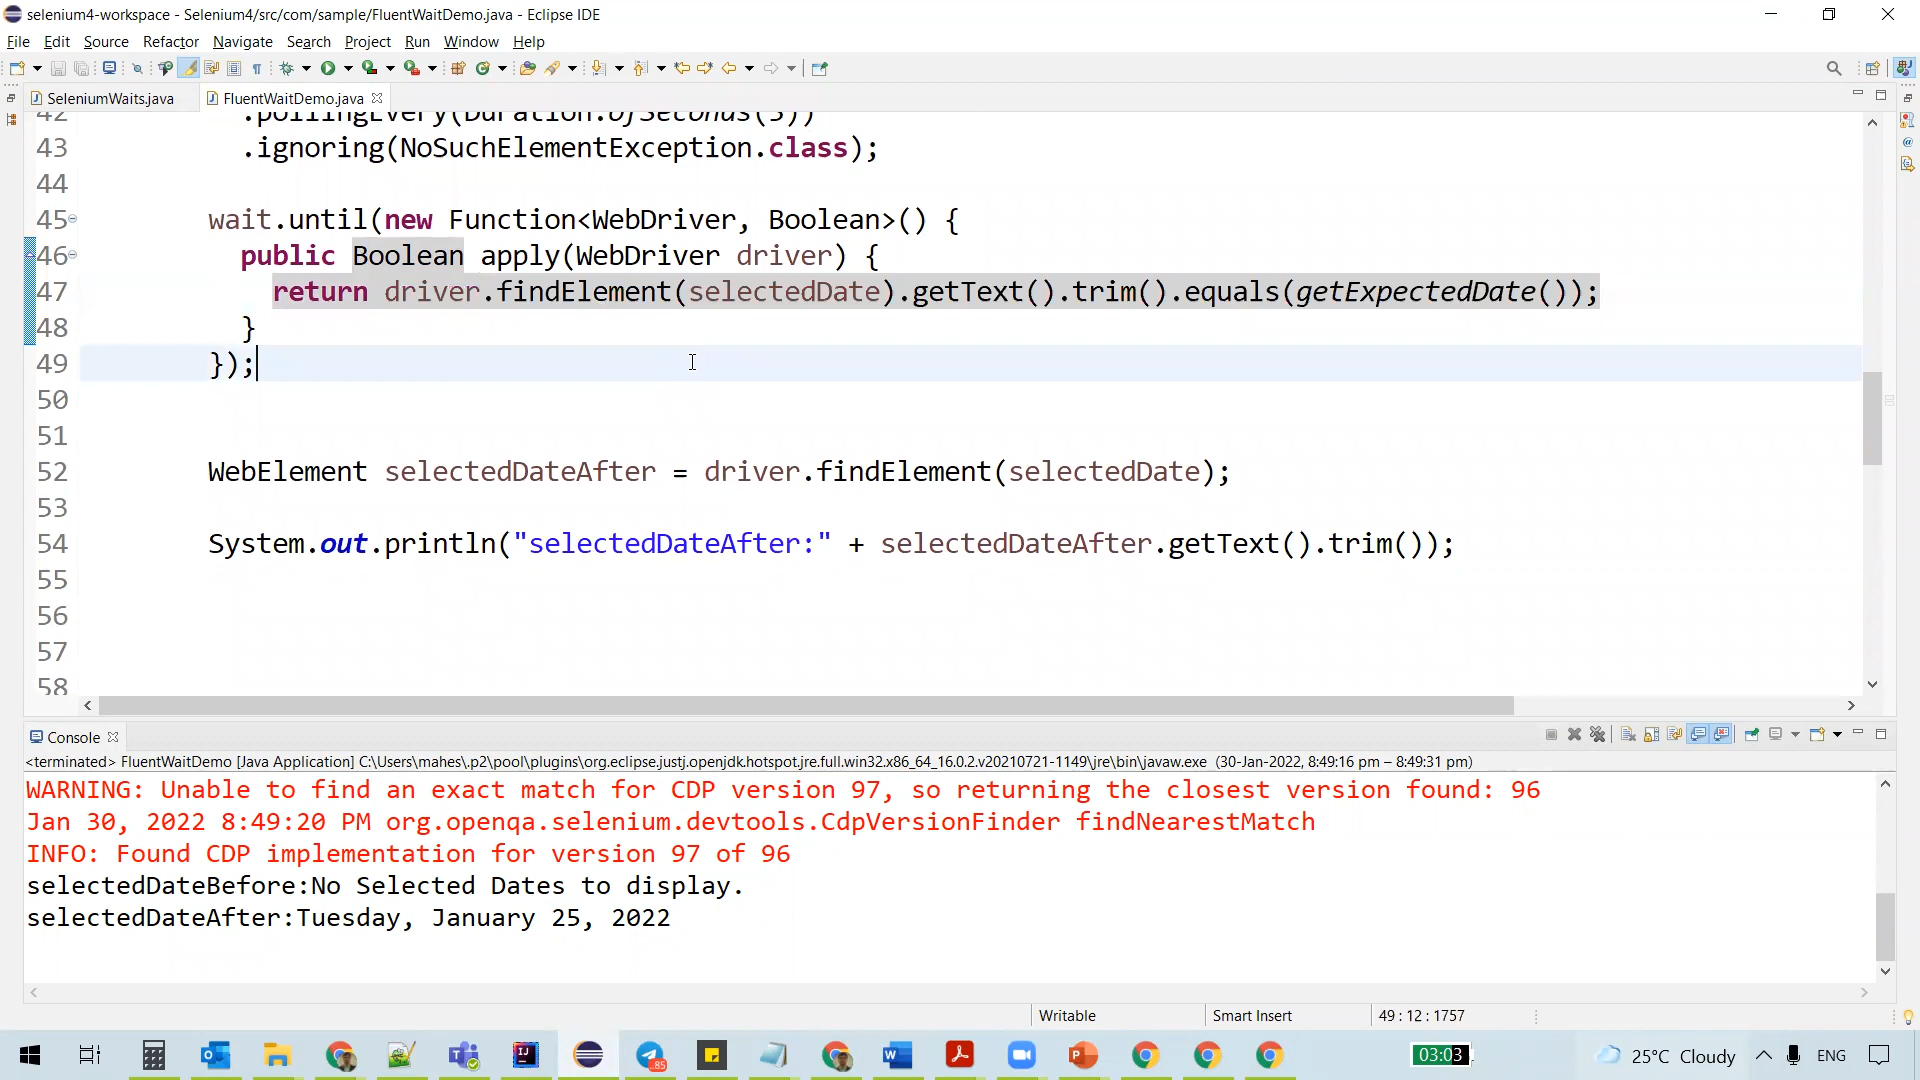 selenium4-workspace - Selenium4/src/com/sample/FluentWaitDemo.java - Eclipse IDE
File Edit Source Refactor Navigate Search Project Run Window Help
SeleniumWaits.java FluentWaitDemo.java
42 .pollingEvery(Duration.ofSeconds(5))
43 .ignoring(NoSuchElementException.class);
44
45 wait.until(new Function<WebDriver, Boolean>() {
46 public Boolean apply(WebDriver driver) {
47 return driver.findElement(selectedDate).getText().trim().equals(getExpectedDate());
48 }
49 });
50
51
52 WebElement selectedDateAfter = driver.findElement(selectedDate);
53
54 System.out.println("selectedDateAfter:" + selectedDateAfter.getText().trim());
55
56
57
58
Console
<terminated> FluentWaitDemo [Java Application] C:\Users\mahes\.p2\pool\plugins\org.eclipse.justj.openjdk.hotspot.jre.full.win32.x86_64_16.0.2.v20210721-1149\jre\bin\javaw.exe (30-Jan-2022, 8:49:16 pm – 8:49:31 pm)
WARNING: Unable to find an exact match for CDP version 97, so returning the closest version found: 96
Jan 30, 2022 8:49:20 PM org.openqa.selenium.devtools.CdpVersionFinder findNearestMatch
INFO: Found CDP implementation for version 97 of 96
selectedDateBefore:No Selected Dates to display.
selectedDateAfter:Tuesday, January 25, 2022
Writable Smart Insert 49 : 12 : 1757
85 03:03 25°C Cloudy ENG